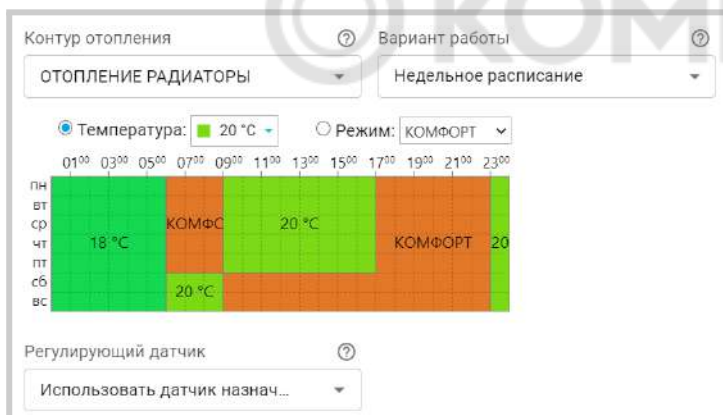 КОМ
Контур отопления ? Вариант работы ?
ОТОПЛЕНИЕ РАДИАТОРЫ Недельное расписание
Температура: 20 °C Режим: КОМФОРТ
01⁰⁰ 03⁰⁰ 05⁰⁰ 07⁰⁰ 09⁰⁰ 11⁰⁰ 13⁰⁰ 15⁰⁰ 17⁰⁰ 19⁰⁰ 21⁰⁰ 23⁰⁰
пн
вт
ср КОМФС 20 °C
чт 18 °C КОМФОРТ 20
пт
сб
вс 20 °C
Регулирующий датчик ?
Использовать датчик назнач...